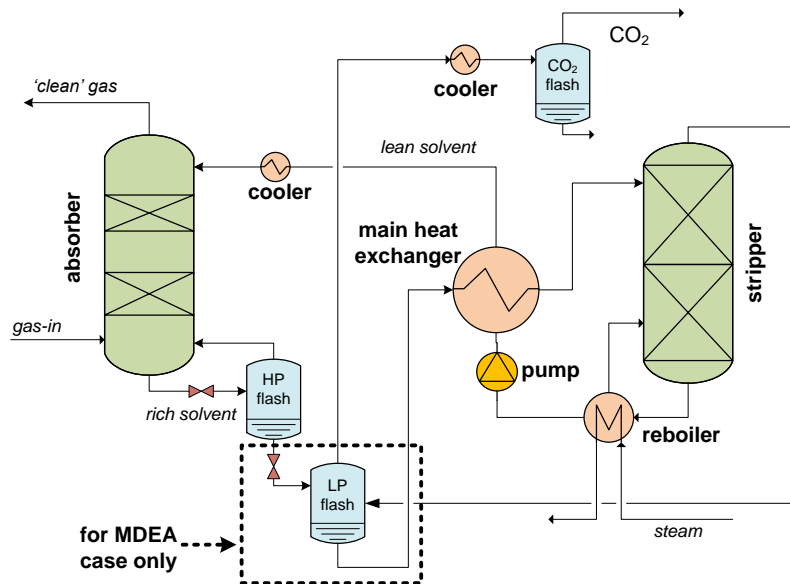 CO₂
CO₂
flash
cooler
‘clean’ gas
lean solvent
cooler
absorber
main heat
exchanger
stripper
gas-in
HP
flash
pump
rich solvent
reboiler
LP
flash
for MDEA
case only
steam